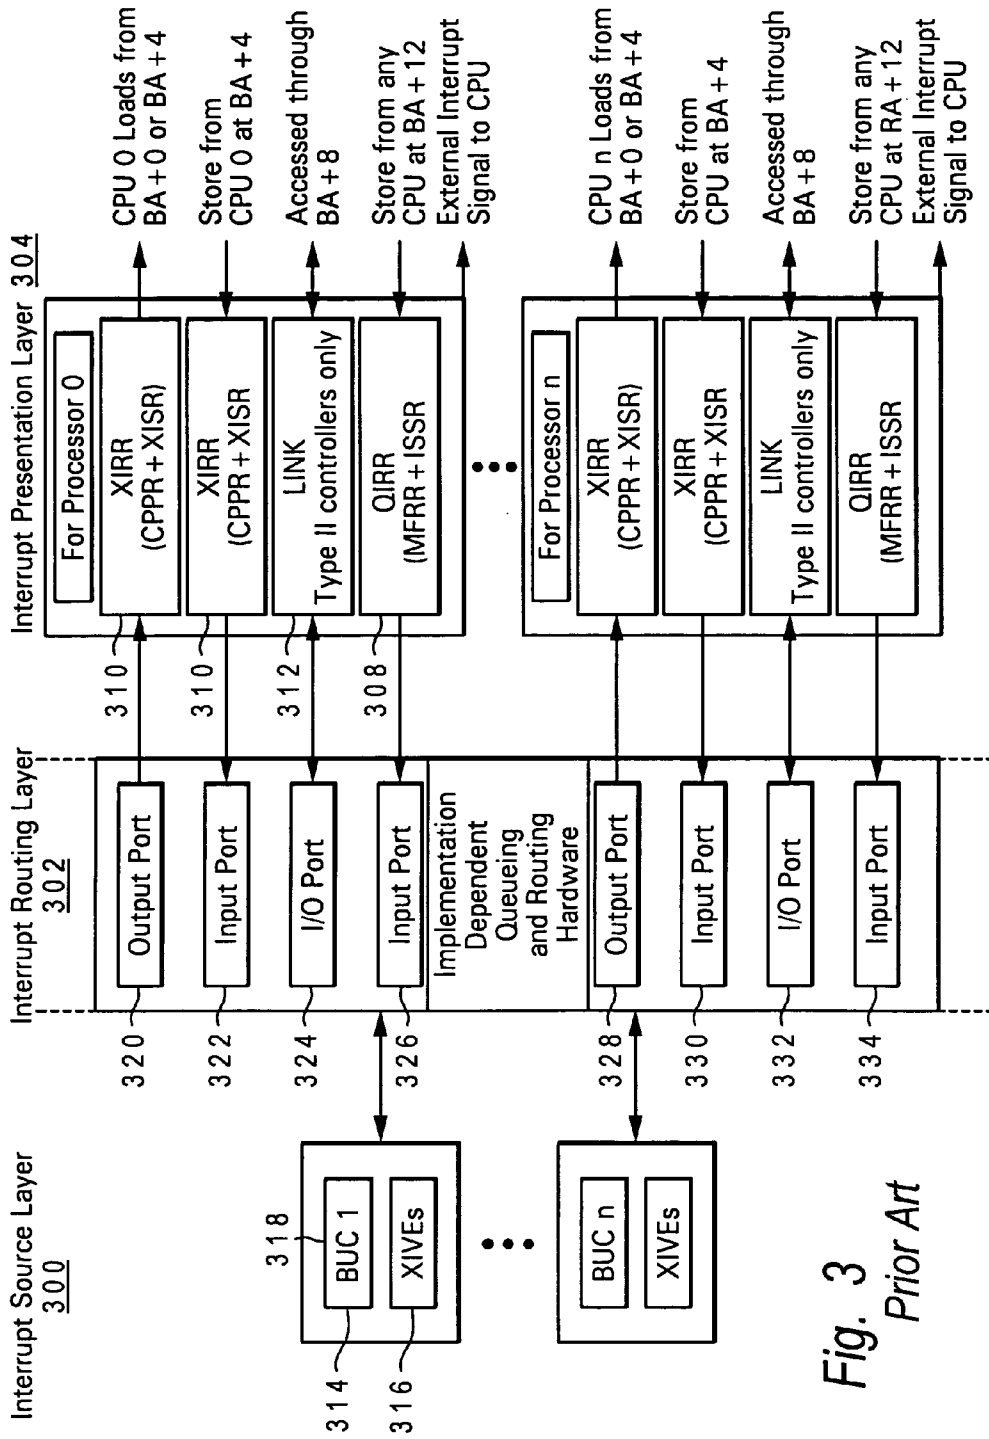 Interrupt Source Layer
300
318
314
BUC 1
316
XIVEs
BUC n
XIVEs
Interrupt Routing Layer
302
320
Output Port
322
Input Port
324
I/O Port
326
Input Port
Implementation
Dependent
Queueing
and Routing
Hardware
328
Output Port
330
Input Port
332
I/O Port
334
Input Port
Interrupt Presentation Layer 304
For Processor 0
310
XIRR
(CPPR + XISR)
310
XIRR
(CPPR + XISR)
312
LINK
Type II controllers only
308
QIRR
(MFRR + ISSR)
CPU 0 Loads from
BA + 0 or BA + 4
Store from
CPU 0 at BA + 4
Accessed through
BA + 8
Store from any
CPU at BA + 12
External Interrupt
Signal to CPU
For Processor n
XIRR
(CPPR + XISR)
XIRR
(CPPR + XISR)
LINK
Type II controllers only
QIRR
(MFRR + ISSR)
CPU n Loads from
BA + 0 or BA + 4
Store from
CPU at BA + 4
Accessed through
BA + 8
Store from any
CPU at RA + 12
External Interrupt
Signal to CPU
Fig. 3
Prior Art